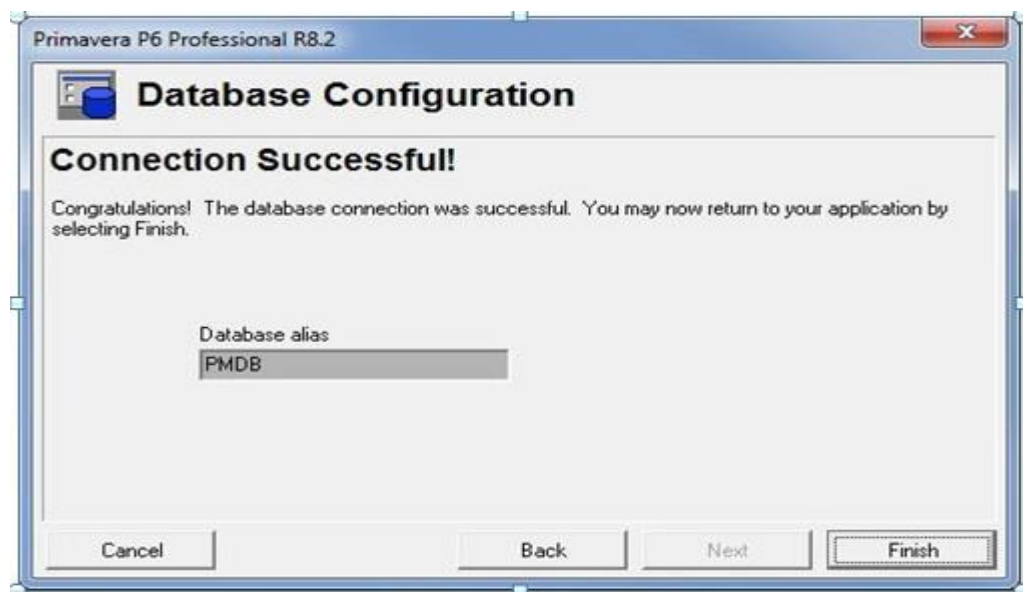 Primavera P6 Professional R8.2
Database Configuration
Connection Successful!
Congratulations!  The database connection was successful.  You may now return to your application by
selecting Finish.
Database alias
PMDB
Cancel
Back
Next
Finish